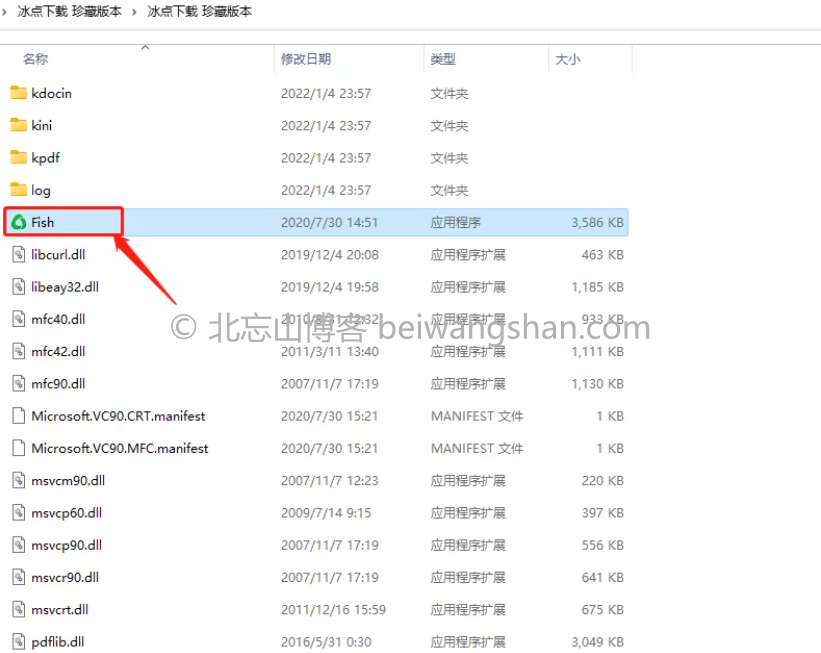 › 冰点下载 珍藏版本 › 冰点下载 珍藏版本
名称 修改日期 类型 大小
kdocin 2022/1/4 23:57 文件夹
kini 2022/1/4 23:57 文件夹
kpdf 2022/1/4 23:57 文件夹
log 2022/1/4 23:57 文件夹
Fish 2020/7/30 14:51 应用程序 3,586 KB
libcurl.dll 2019/12/4 20:08 应用程序扩展 463 KB
libeay32.dll 2019/12/4 19:58 应用程序扩展 1,185 KB
mfc40.dll 2010/8/31 12:32 应用程序扩展 933 KB
© 北忘山博客 beiwangshan.com
mfc42.dll 2011/3/11 13:40 应用程序扩展 1,111 KB
mfc90.dll 2007/11/7 17:19 应用程序扩展 1,130 KB
Microsoft.VC90.CRT.manifest 2020/7/30 15:21 MANIFEST 文件 1 KB
Microsoft.VC90.MFC.manifest 2020/7/30 15:21 MANIFEST 文件 1 KB
msvcm90.dll 2007/11/7 12:23 应用程序扩展 220 KB
msvcp60.dll 2009/7/14 9:15 应用程序扩展 397 KB
msvcp90.dll 2007/11/7 17:19 应用程序扩展 556 KB
msvcr90.dll 2007/11/7 17:19 应用程序扩展 641 KB
msvcrt.dll 2011/12/16 15:59 应用程序扩展 675 KB
pdflib.dll 2016/5/31 0:30 应用程序扩展 3,049 KB